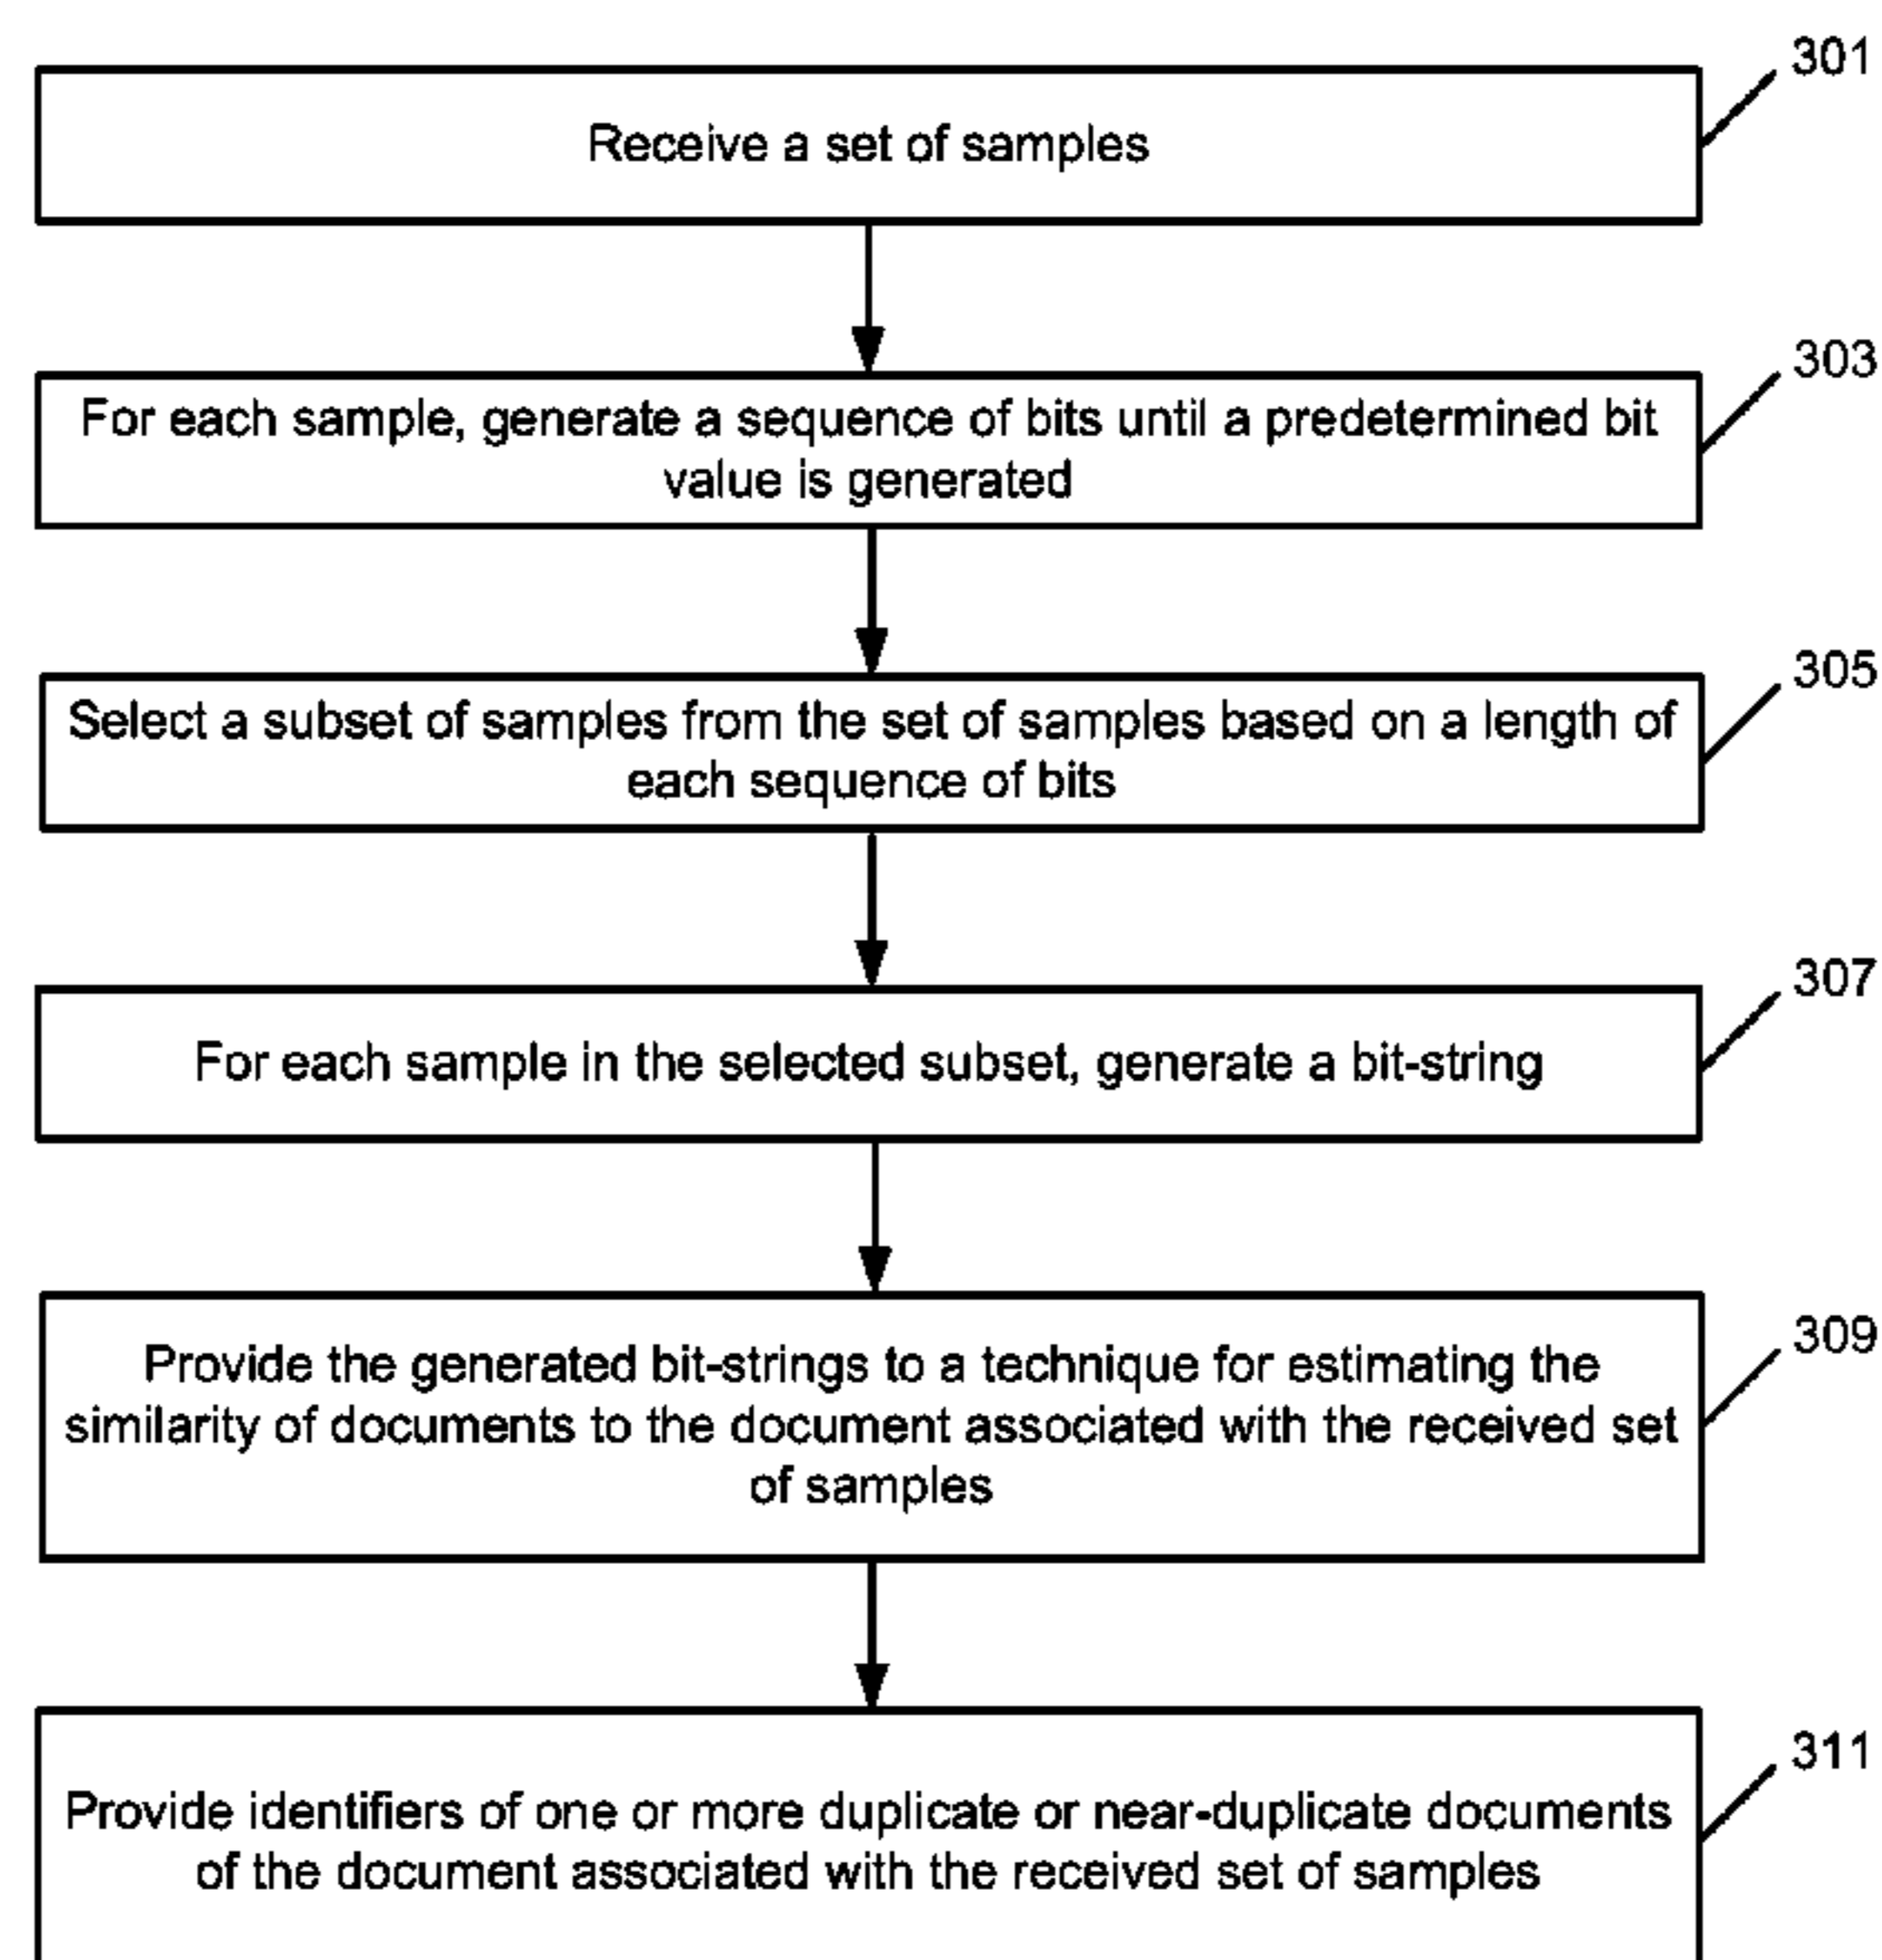 301
Receive a set of samples
303
For each sample, generate a sequence of bits until a predetermined bit
value is generated
305
Select a subset of samples from the set of samples based on a length of
each sequence of bits
307
For each sample in the selected subset, generate a bit-string
309
Provide the generated bit-strings to a technique for estimating the
similarity of documents to the document associated with the received set
of samples
311
Provide identifiers of one or more duplicate or near-duplicate documents
of the document associated with the received set of samples